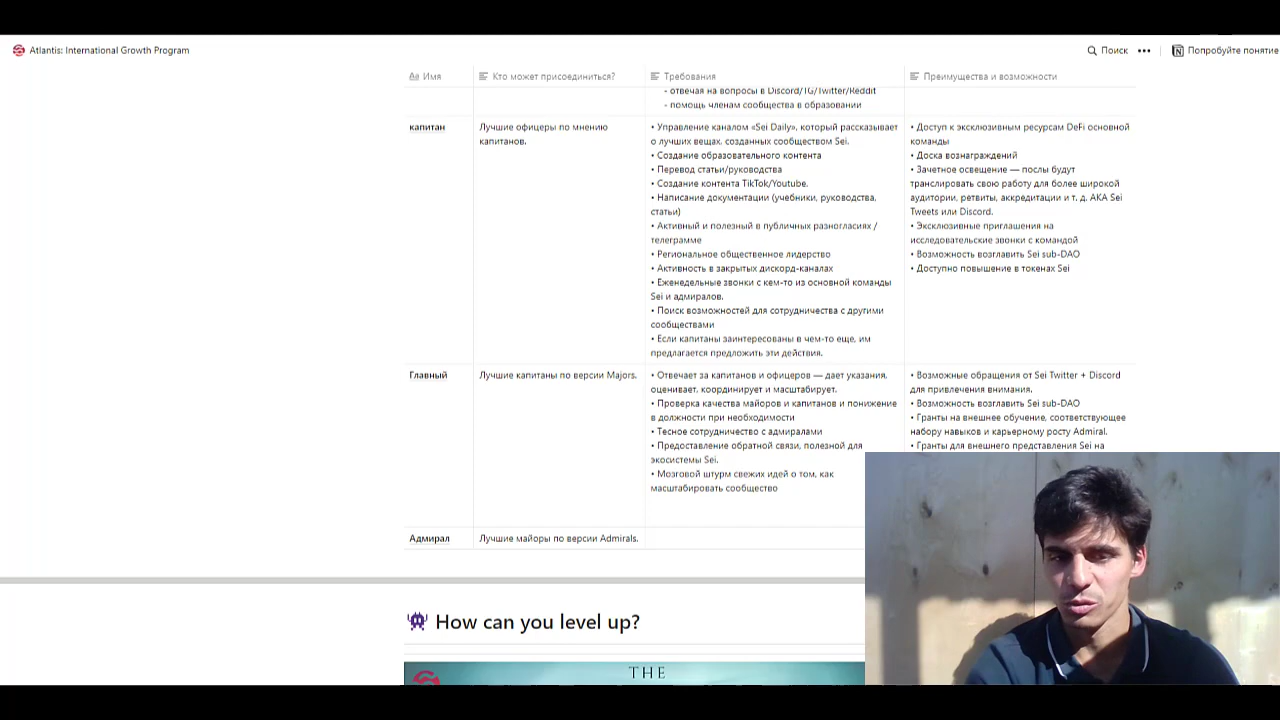 Atlantis: International Growth Program
Поиск
Попробуйте понятие
Имя
Кто может присоединиться?
Требования
Преимущества и возможности
- отвечая на вопросы в Discord/TG/Twitter/Reddit
- помощь членам сообщества в образовании
капитан
Лучшие офицеры по мнению
капитанов.
• Управление каналом «Sei Daily», который рассказывает
о лучших вещах, созданных сообществом Sei.
• Создание образовательного контента
• Перевод статьи/руководства
• Создание контента TikTok/Youtube.
• Написание документации (учебники, руководства,
статьи)
• Активный и полезный в публичных разногласиях /
телеграмме
• Региональное общественное лидерство
• Активность в закрытых дискорд-каналах
• Еженедельные звонки с кем-то из основной команды
Sei и адмиралов.
• Поиск возможностей для сотрудничества с другими
сообществами
• Если капитаны заинтересованы в чем-то еще, им
предлагается предложить эти действия.
• Доступ к эксклюзивным ресурсам DeFi основной
команды
• Доска вознаграждений
• Зачетное освещение — послы будут
транслировать свою работу для более широкой
аудитории, ретвиты, аккредитации и т. д. AKA Sei
Tweets или Discord.
• Эксклюзивные приглашения на
исследовательские звонки с командой
• Возможность возглавить Sei sub-DAO
• Доступно повышение в токенах Sei
Главный
Лучшие капитаны по версии Majors.
• Отвечает за капитанов и офицеров — дает указания,
оценивает, координирует и масштабирует.
• Проверка качества майоров и капитанов и понижение
в должности при необходимости
• Тесное сотрудничество с адмиралами
• Предоставление обратной связи, полезной для
экосистемы Sei.
• Мозговой штурм свежих идей о том, как
масштабировать сообщество
• Возможные обращения от Sei Twitter + Discord
для привлечения внимания.
• Возможность возглавить Sei sub-DAO
• Гранты на внешнее обучение, соответствующее
набору навыков и карьерному росту Admiral.
• Гранты для внешнего представления Sei на
Адмирал
Лучшие майоры по версии Admirals.
How can you level up?
THE